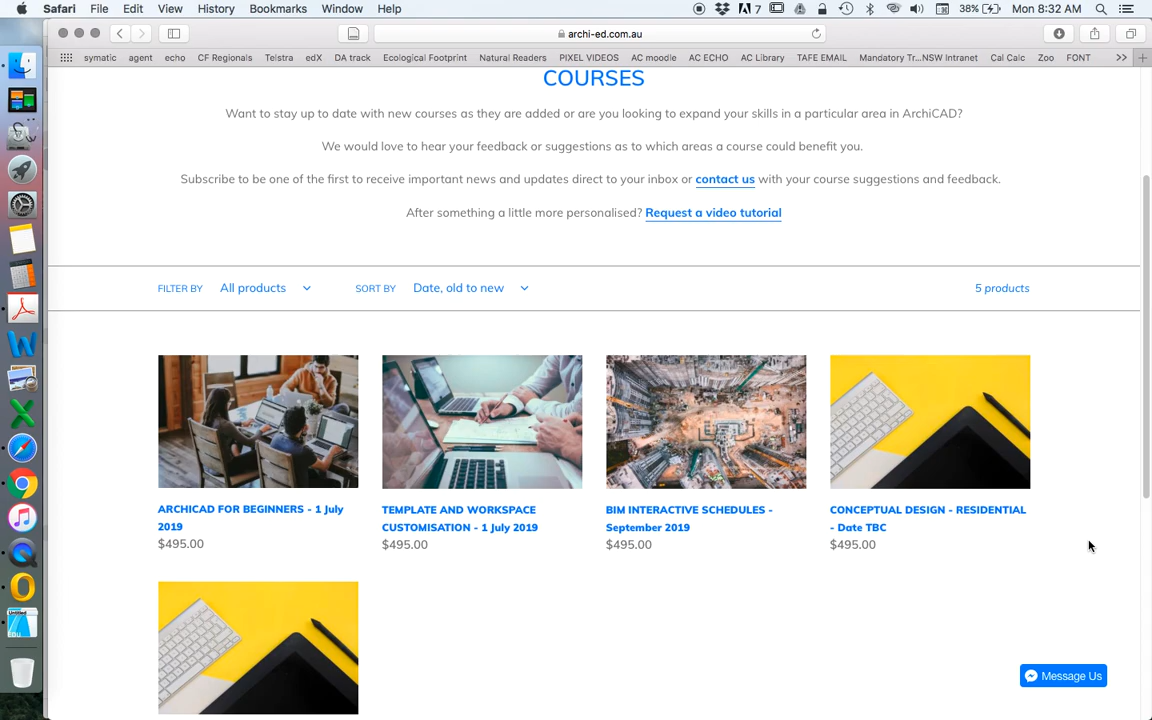 Safari File Edit View History Bookmarks Window Help 7 38% Mon 8:32 AM
archi-ed.com.au
symatic agent echo CF Regionals Telstra edX DA track Ecological Footprint Natural Readers PIXEL VIDEOS AC moodle AC ECHO AC Library TAFE EMAIL Mandatory Tr...NSW Intranet Cal Calc Zoo FONT
COURSES
Want to stay up to date with new courses as they are added or are you looking to expand your skills in a particular area in ArchiCAD?
We would love to hear your feedback or suggestions as to which areas a course could benefit you.
Subscribe to be one of the first to receive important news and updates direct to your inbox or contact us with your course suggestions and feedback.
After something a little more personalised? Request a video tutorial
FILTER BY All products SORT BY Date, old to new 5 products
ARCHICAD FOR BEGINNERS - 1 July
2019
$495.00
TEMPLATE AND WORKSPACE
CUSTOMISATION - 1 July 2019
$495.00
BIM INTERACTIVE SCHEDULES -
September 2019
$495.00
CONCEPTUAL DESIGN - RESIDENTIAL
- Date TBC
$495.00
Message Us